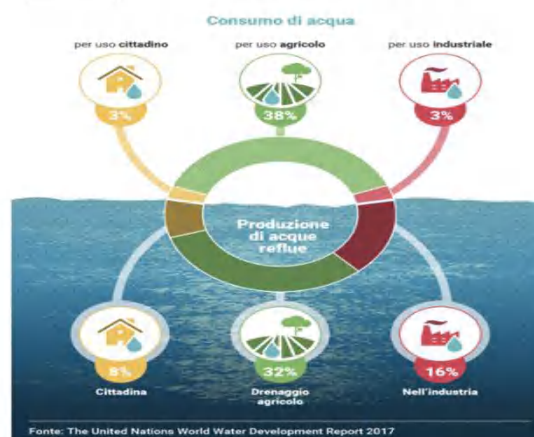 Consumo di acqua
per uso cittadino per uso agricolo per uso industriale
3% 38% 3%
Produzione
di acque
reflue
8% 32% 16%
Cittadina Drenaggio agricolo Nell'industria
Fonte: The United Nations World Water Development Report 2017